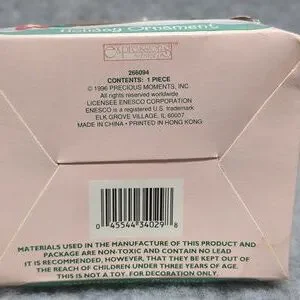 Holiday Ornament
266094
CONTENTS: 1 PIECE
© 1996 PRECIOUS MOMENTS, INC
All rights reserved worldwide
LICENSEE ENESCO CORPORATION
ENESCO is a registered U.S. trademark
ELK GROVE VILLAGE, IL 60007
MADE IN CHINA • PRINTED IN HONG KONG
0 45544 34029 8
MATERIALS USED IN THE MANUFACTURE OF THIS PRODUCT AND
PACKAGE ARE NON-TOXIC AND CONTAIN NO LEAD
IT IS RECOMMENDED, HOWEVER, THAT THEY BE KEPT OUT OF
THE REACH OF CHILDREN UNDER THREE YEARS OF AGE.
THIS IS NOT A TOY. FOR DECORATION ONLY.